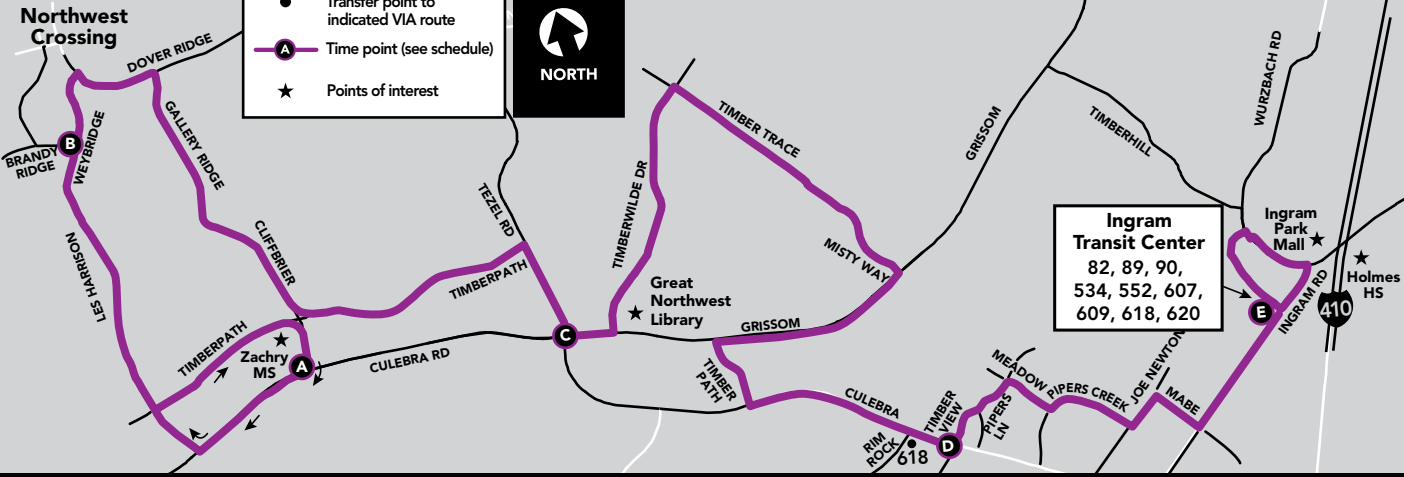 Northwest
Crossing
Transfer point to
indicated VIA route
A
Time point (see schedule)
Points of interest
NORTH
DOVER RIDGE
B
BRANDY
RIDGE
WEYBRIDGE
GALLERY RIDGE
LES HARRISON
CLIFFBRIER
TIMBERPATH
Zachry
MS
A
CULEBRA RD
TIMBERPATH
TEZEL RD
C
TIMBERWILDE DR
Great
Northwest
Library
TIMBER TRACE
MISTY WAY
GRISSOM
GRISSOM
TIMBER
PATH
CULEBRA
RIM
ROCK
618
TIMBER
VIEW
D
PIPERS
LN
MEADOW
PIPERS CREEK
JOE NEWTON
MABE
TIMBERHILL
WURZBACH RD
Ingram
Transit Center
82, 89, 90,
534, 552, 607,
609, 618, 620
E
Ingram
Park
Mall
INGRAM RD
Holmes
HS
410